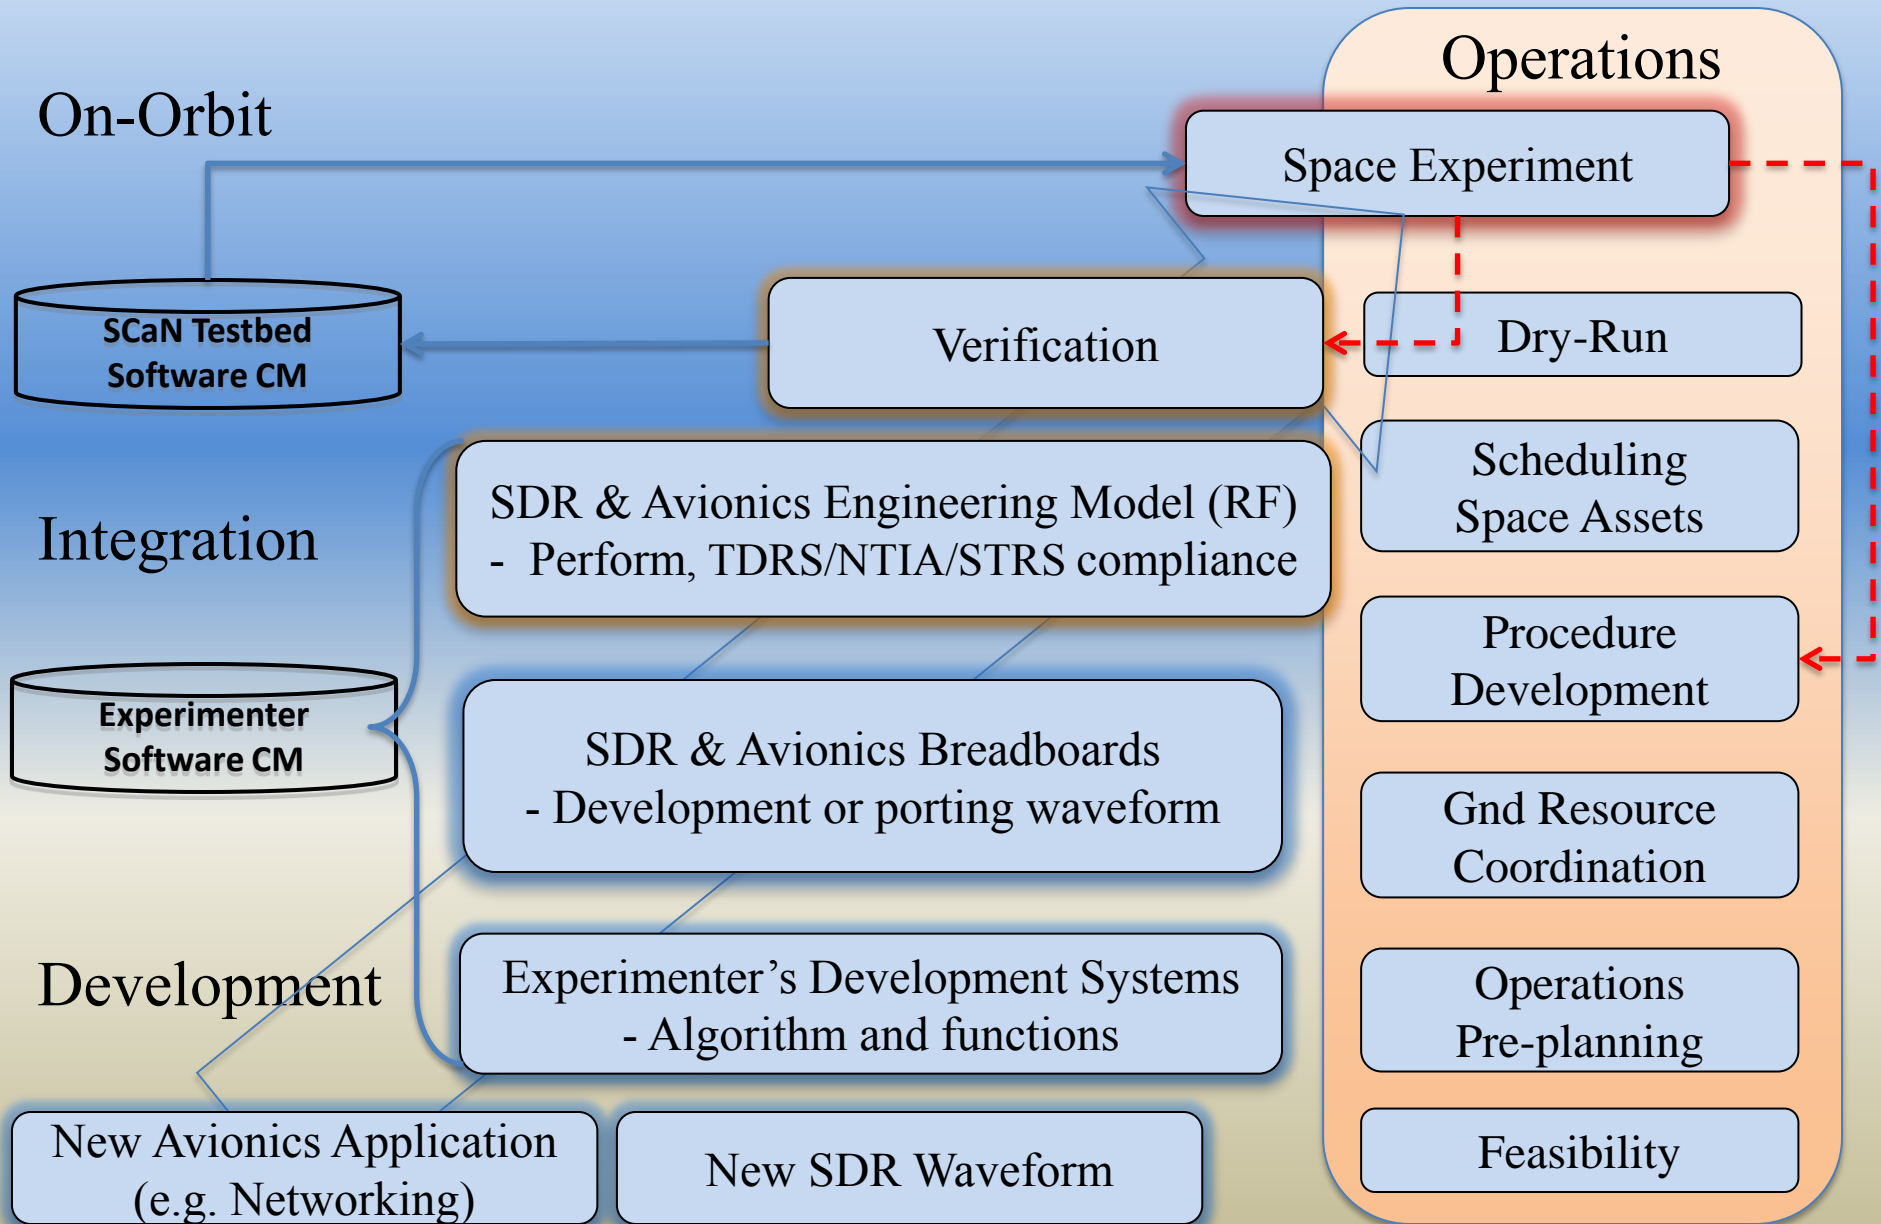 Operations
On-Orbit
Space Experiment
SCaN Testbed
Software CM
Verification
Dry-Run
Scheduling
Space Assets
Integration
SDR & Avionics Engineering Model (RF)
- Perform, TDRS/NTIA/STRS compliance
Procedure
Development
Experimenter
Software CM
SDR & Avionics Breadboards
- Development or porting waveform
Gnd Resource
Coordination
Development
Experimenter’s Development Systems
- Algorithm and functions
Operations
Pre-planning
New Avionics Application
(e.g. Networking)
New SDR Waveform
Feasibility